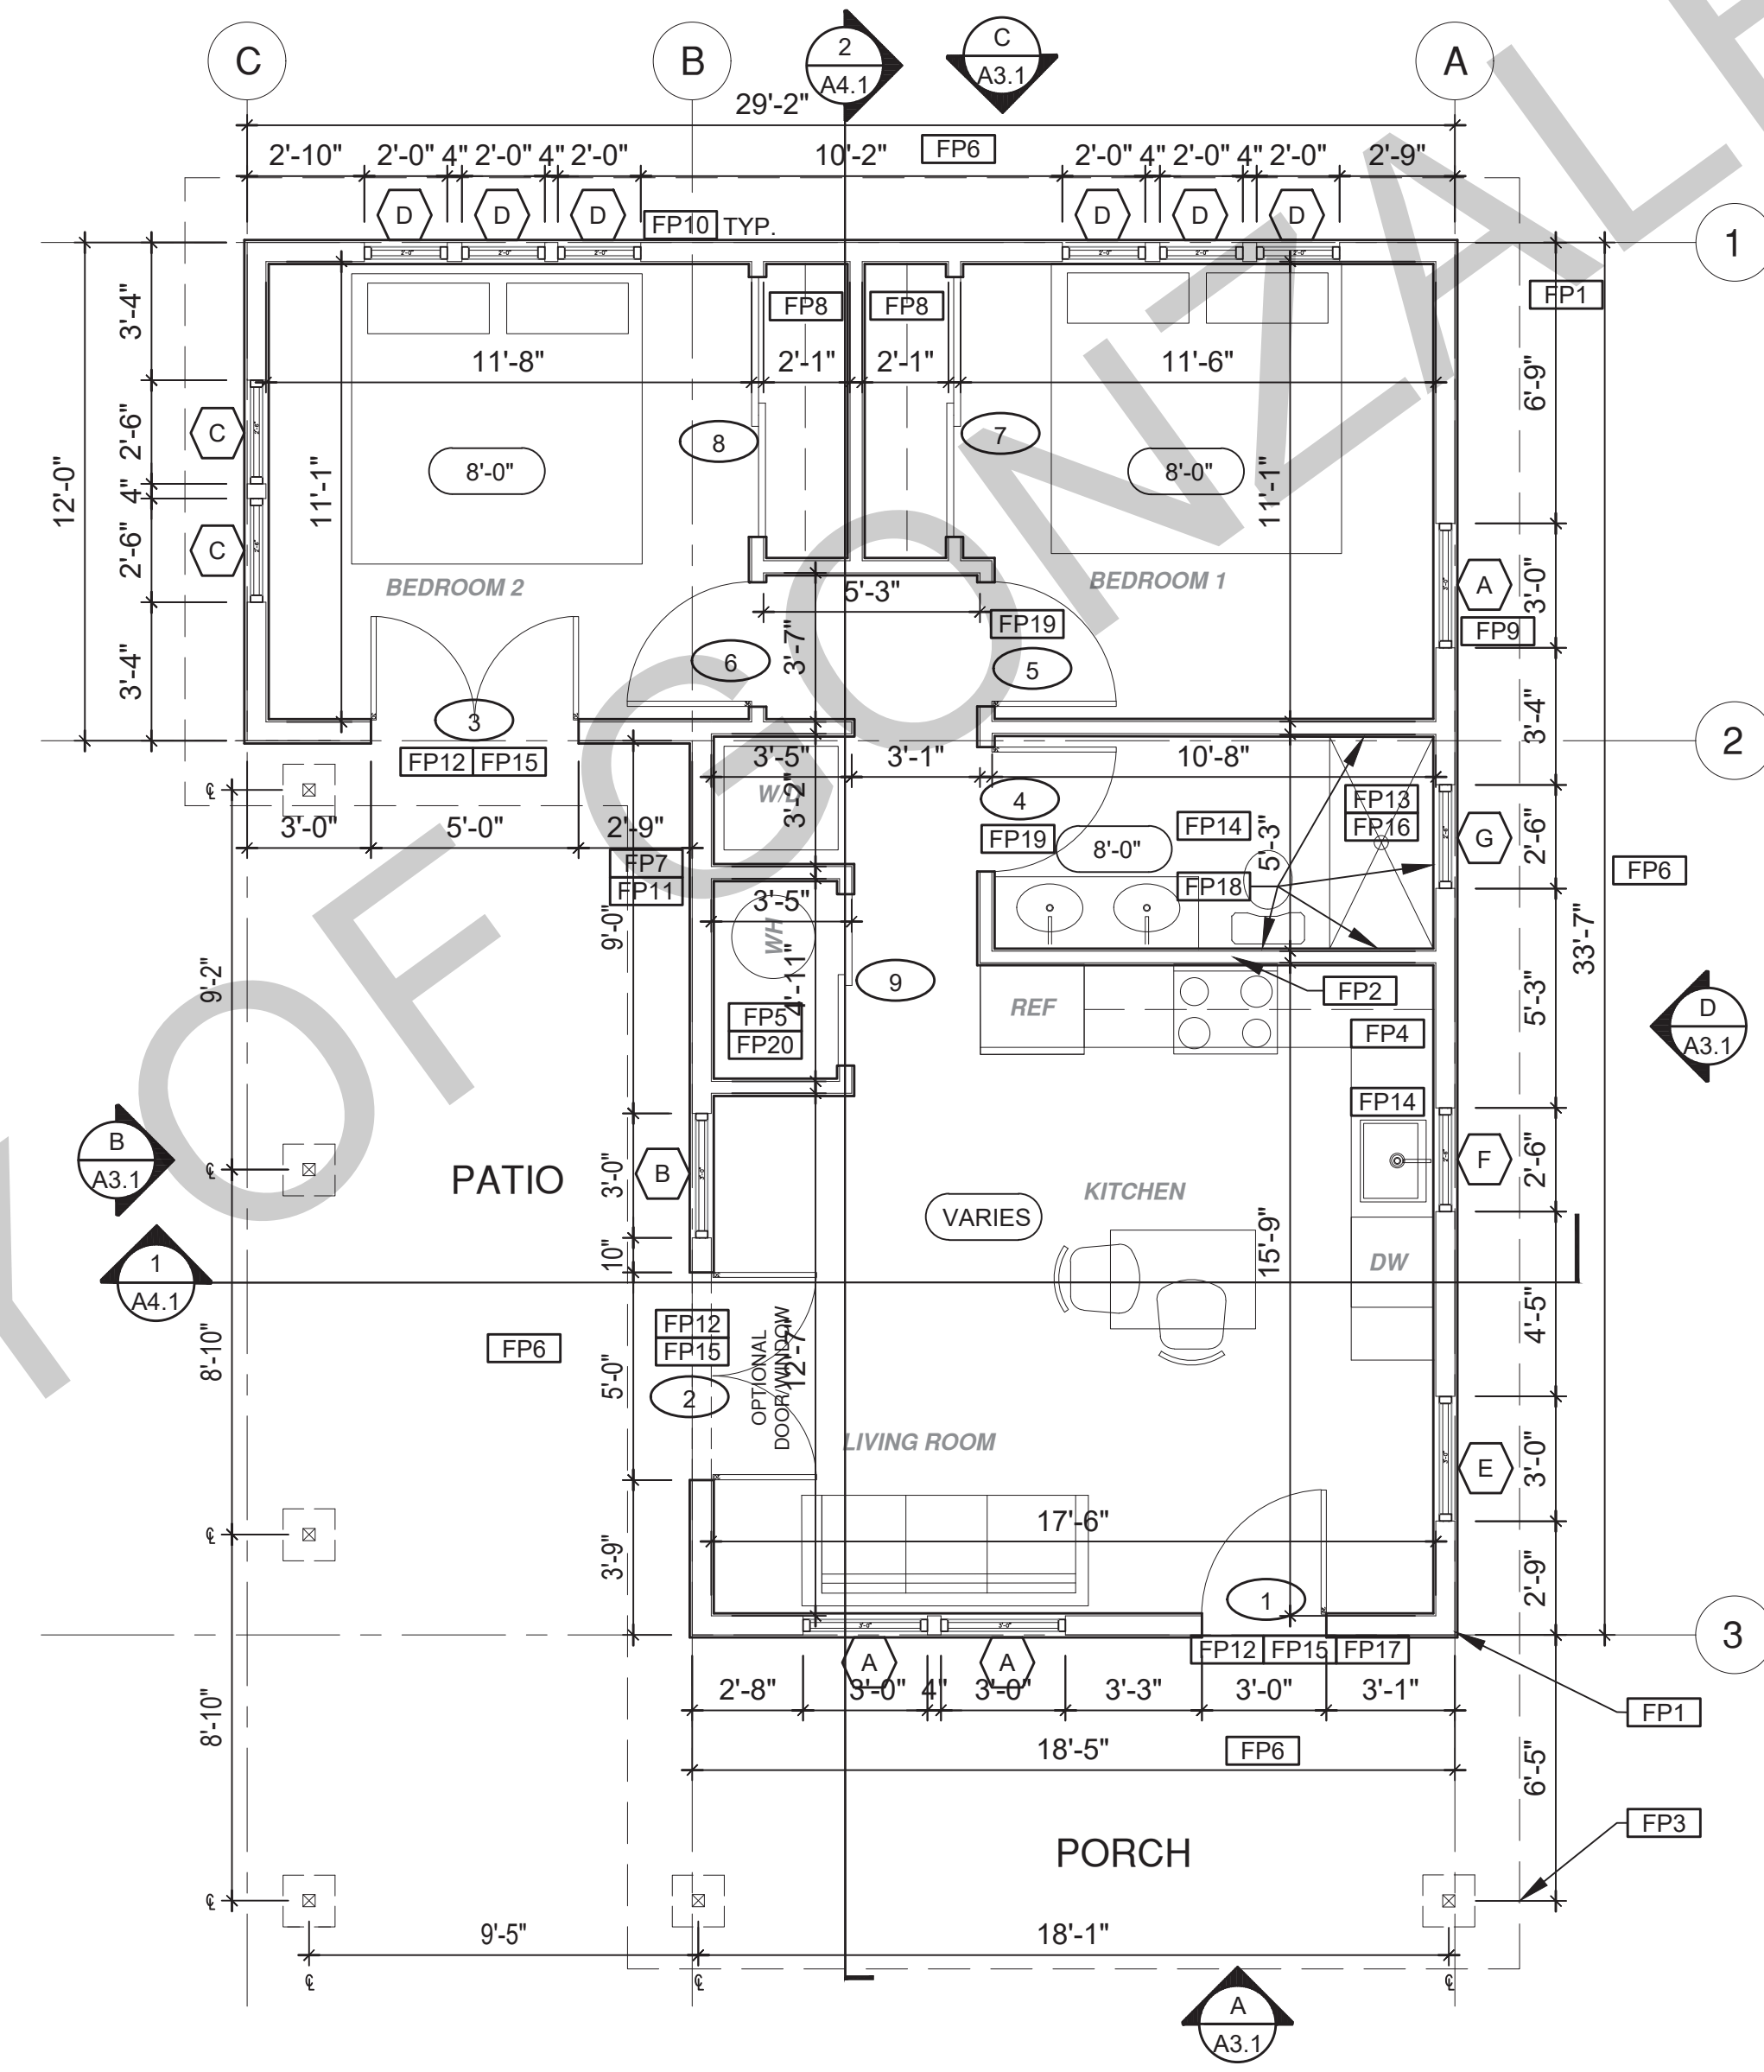 C
B
2
A4.1
C
A3.1
A
29'-2"
2'-10"
2'-0"
4"
2'-0"
4"
2'-0"
10'-2"
FP6
2'-0"
4"
2'-0"
4"
2'-0"
2'-9"
D
D
D
FP10
TYP.
D
D
D
1
FP1
3'-4"
FP8
FP8
11'-8"
2'-1"
2'-1"
11'-6"
6'-9"
C
2'-6"
8
7
8'-0"
8'-0"
12'-0"
4"
11'-1"
11'-1"
C
2'-6"
BEDROOM 2
BEDROOM 1
5'-3"
A
3'-0"
FP19
FP9
3'-7"
6
5
3'-4"
3
3'-4"
2
FP12
FP15
3'-5"
3'-1"
10'-8"
W/D
3'-2"
4
FP13
FP16
3'-0"
5'-0"
2'-9"
FP19
8'-0"
FP14
5'-3"
G
2'-6"
FP7
FP11
FP18
FP6
3'-5"
9'-0"
WH
4'-11"
9
9'-2"
33'-7"
REF
FP2
5'-3"
FP5
FP20
FP4
D
A3.1
FP14
B
A3.1
PATIO
B
3'-0"
KITCHEN
F
2'-6"
VARIES
10"
15'-9"
DW
1
A4.1
FP12
FP15
OPTIONAL
DOOR/WINDOW
12'-7"
8'-10"
FP6
5'-0"
2
4'-5"
LIVING ROOM
E
3'-0"
17'-6"
3'-9"
1
2'-9"
3
FP12
FP15
FP17
A
A
2'-8"
3'-0"
4"
3'-0"
3'-3"
3'-0"
3'-1"
8'-10"
FP1
18'-5"
FP6
6'-5"
FP3
PORCH
9'-5"
18'-1"
A
A3.1
Y OF GONZALE